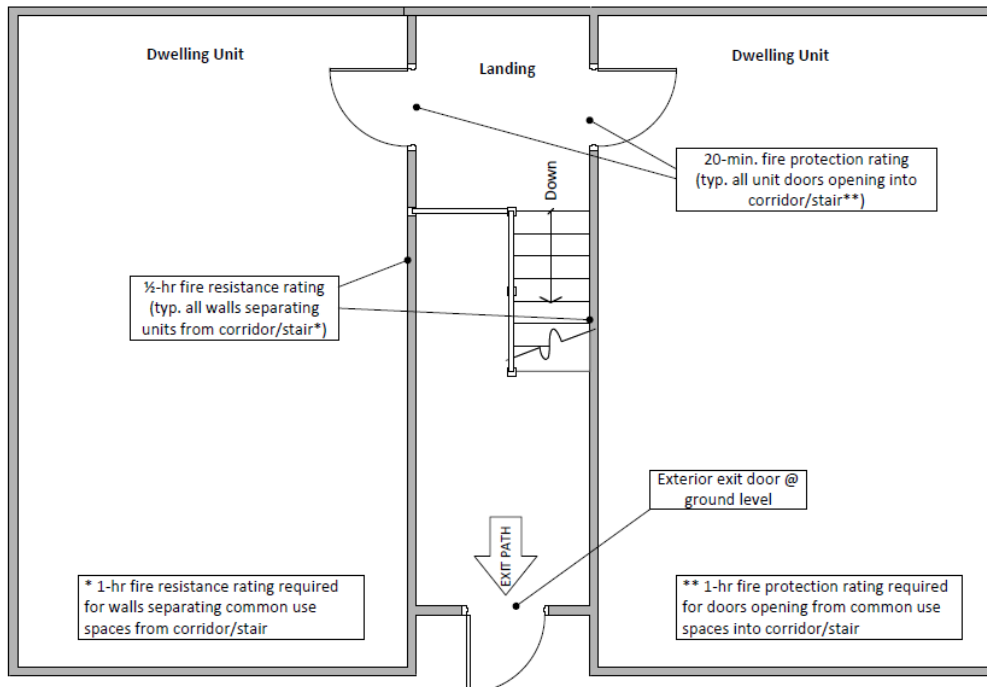 Dwelling Unit
Landing
Dwelling Unit
20-min. fire protection rating
(typ. all unit doors opening into
corridor/stair**)
Down
½-hr fire resistance rating
(typ. all walls separating
units from corridor/stair*)
Exterior exit door @
ground level
EXIT PATH
* 1-hr fire resistance rating required
for walls separating common use
spaces from corridor/stair
** 1-hr fire protection rating required
for doors opening from common use
spaces into corridor/stair